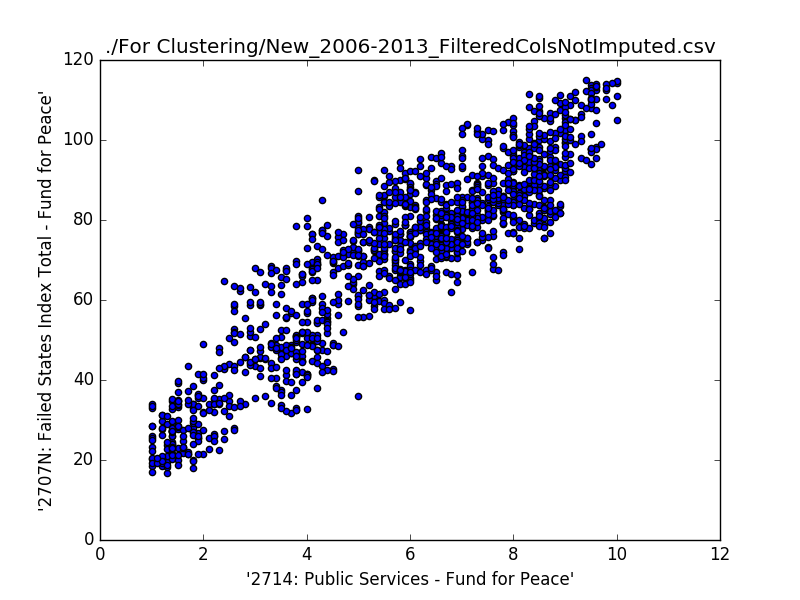 ./For Clustering/New_2006-2013_FilteredColsNotImputed.csv
120
100
80
60
40
20
0
'2707N: Failed States Index Total - Fund for Peace'
0 2 4 6 8 10 12
'2714: Public Services - Fund for Peace'